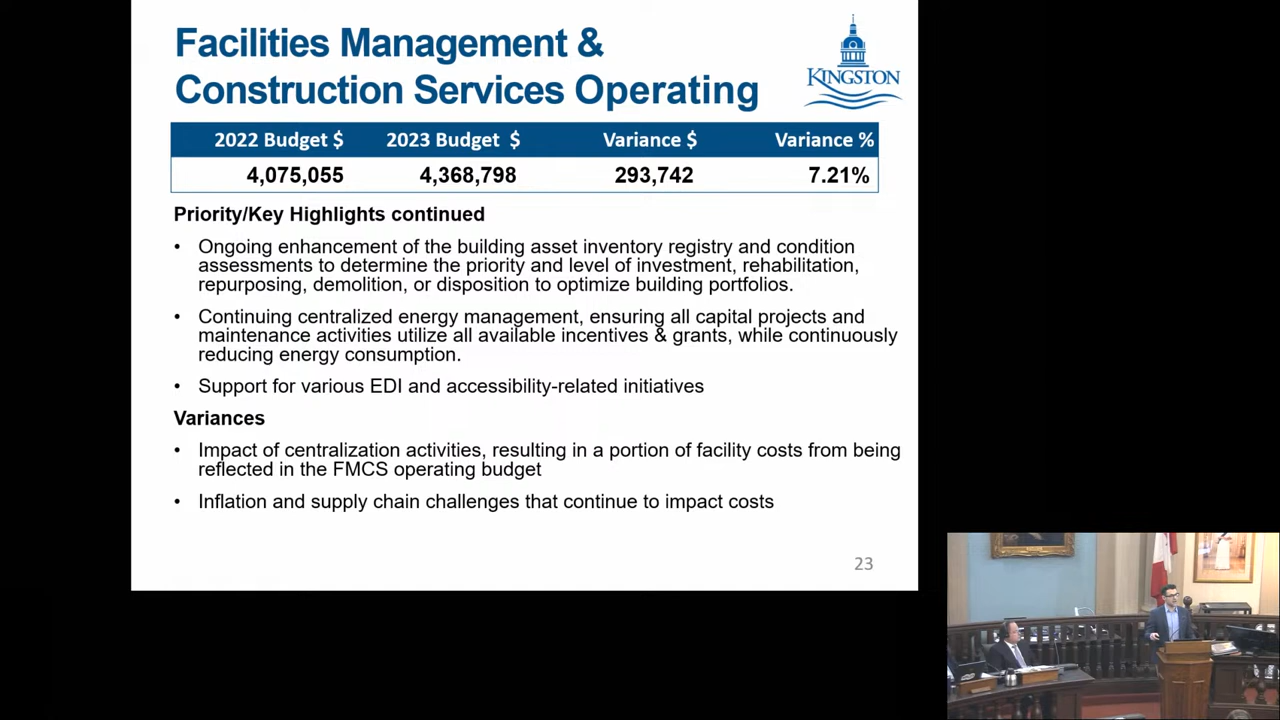 Facilities Management &
Construction Services Operating
KINGSTON
2022 Budget $ 2023 Budget $ Variance $ Variance %
4,075,055 4,368,798 293,742 7.21%
Priority/Key Highlights continued
• Ongoing enhancement of the building asset inventory registry and condition
assessments to determine the priority and level of investment, rehabilitation,
repurposing, demolition, or disposition to optimize building portfolios.
• Continuing centralized energy management, ensuring all capital projects and
maintenance activities utilize all available incentives & grants, while continuously
reducing energy consumption.
• Support for various EDI and accessibility-related initiatives
Variances
• Impact of centralization activities, resulting in a portion of facility costs from being
reflected in the FMCS operating budget
• Inflation and supply chain challenges that continue to impact costs
23